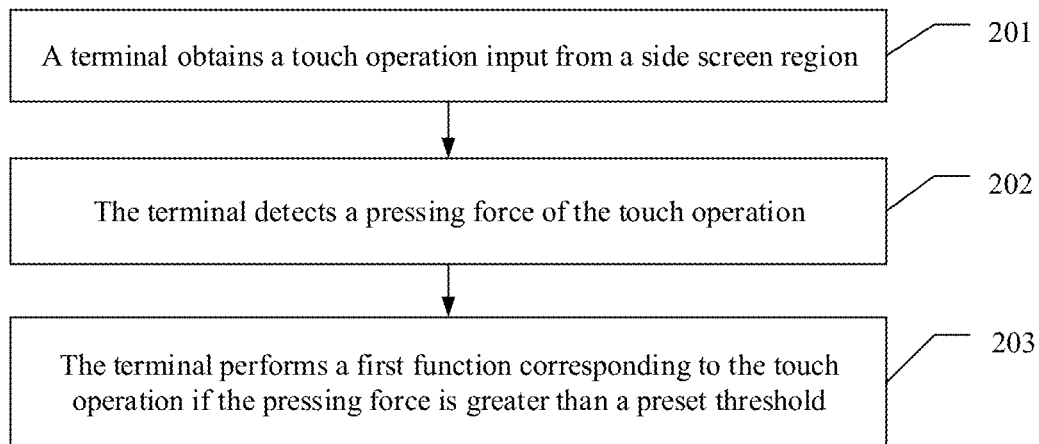 201
A terminal obtains a touch operation input from a side screen region
202
The terminal detects a pressing force of the touch operation
203
The terminal performs a first function corresponding to the touch
operation if the pressing force is greater than a preset threshold